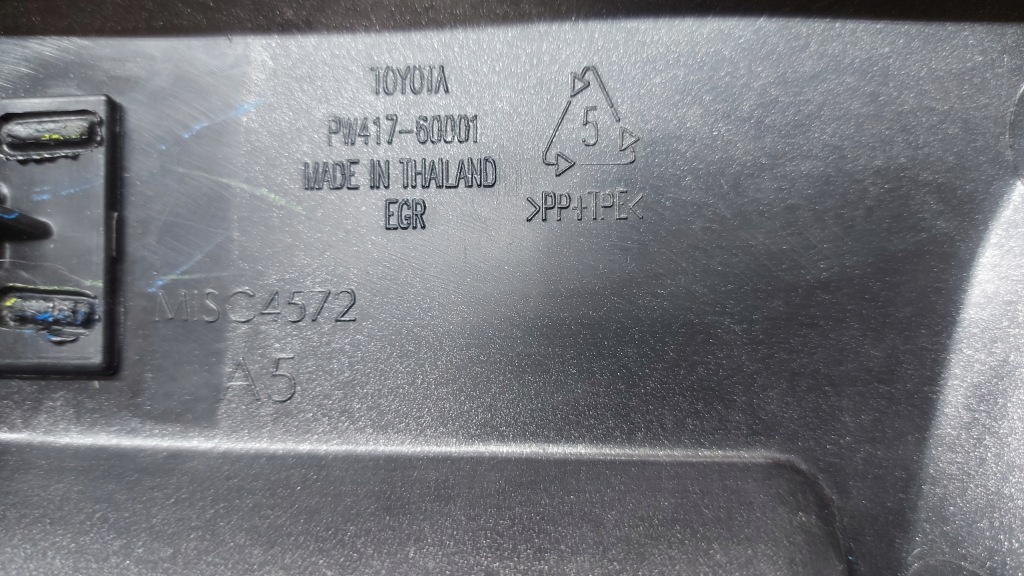 TOYOTA
PW417-60001
MADE IN THAILAND
EGR
5
>PP+TPE<
MISC4572
A5